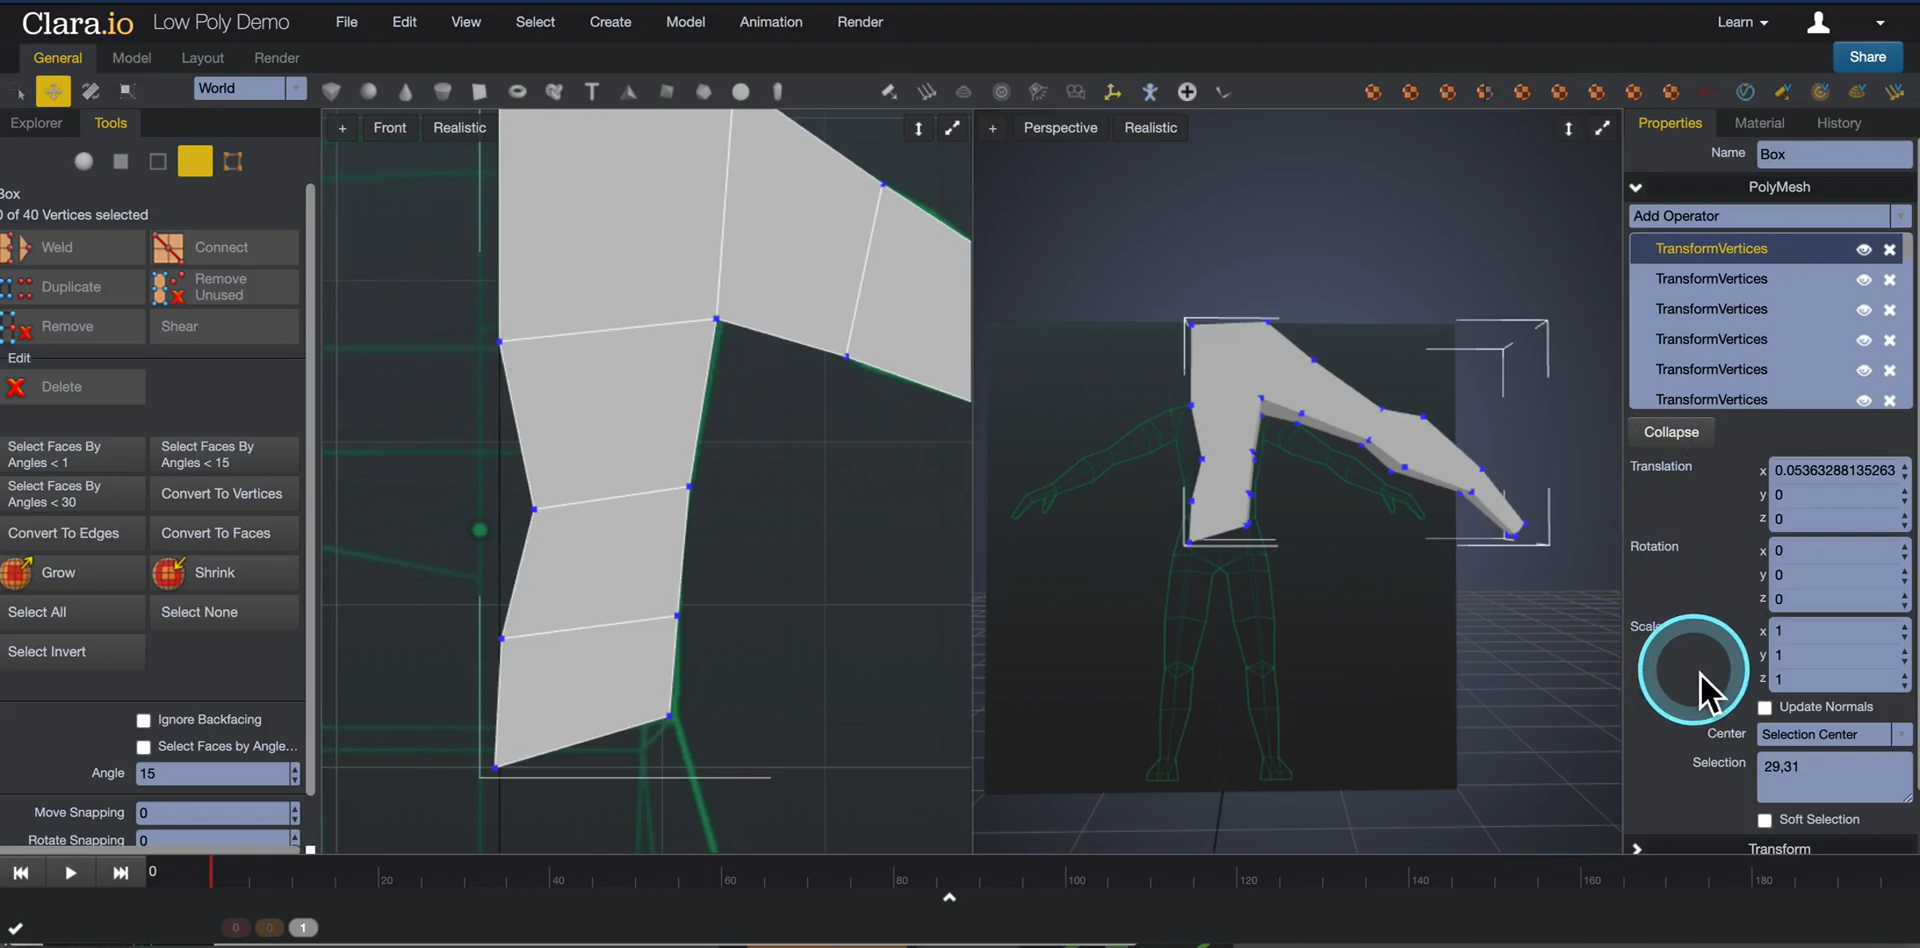 Clara.io Low Poly Demo File Edit View Select Create Model Animation Render Learn
General Model Layout Render Share
World
Explorer Tools
Box
0 of 40 Vertices selected
Weld Connect
Duplicate Remove Unused
Remove Shear
Edit
Delete
Select Faces By Angles < 1
Select Faces By Angles < 15
Select Faces By Angles < 30
Convert To Vertices
Convert To Edges Convert To Faces
Grow Shrink
Select All Select None
Select Invert
Ignore Backfacing
Select Faces by Angle...
Angle 15
Move Snapping 0
Rotate Snapping 0
+ Front Realistic
+ Perspective Realistic
Properties Material History
Name Box
PolyMesh
Add Operator
TransformVertices
TransformVertices
TransformVertices
TransformVertices
TransformVertices
TransformVertices
Collapse
Translation x 0.05363288135263
y 0
z 0
Rotation x 0
y 0
z 0
Scale x 1
y 1
z 1
Update Normals
Center Selection Center
Selection 29,31
Soft Selection
Transform
0 20 40 60 80 100 120 140 160 180
0 0 1